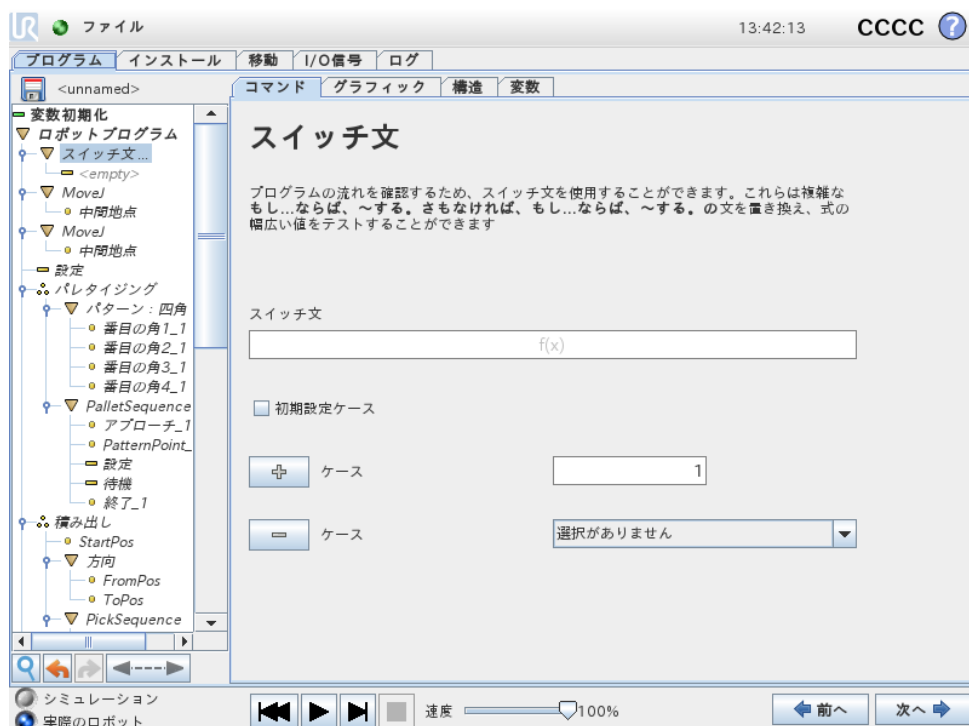 UR ファイル 13:42:13 CCCC ?
プログラム インストール 移動 I/O信号 ログ
<unnamed>
変数初期化
ロボットプログラム
スイッチ文...
<empty>
MoveJ
中間地点
MoveJ
中間地点
設定
パレタイジング
パターン：四角
番目の角1_1
番目の角2_1
番目の角3_1
番目の角4_1
PalletSequence
アプローチ_1
PatternPoint_
設定
待機
終了_1
積み出し
StartPos
方向
FromPos
ToPos
PickSequence
コマンド グラフィック 構造 変数
スイッチ文
プログラムの流れを確認するため、スイッチ文を使用することができます。これらは複雑な
もし...ならば、〜する。さもなければ、もし...ならば、〜する。の文を置き換え、式の
幅広い値をテストすることができます
スイッチ文
f(x)
初期設定ケース
ケース 1
ケース 選択がありません
シミュレーション
実際のロボット
速度 100%
前へ 次へ